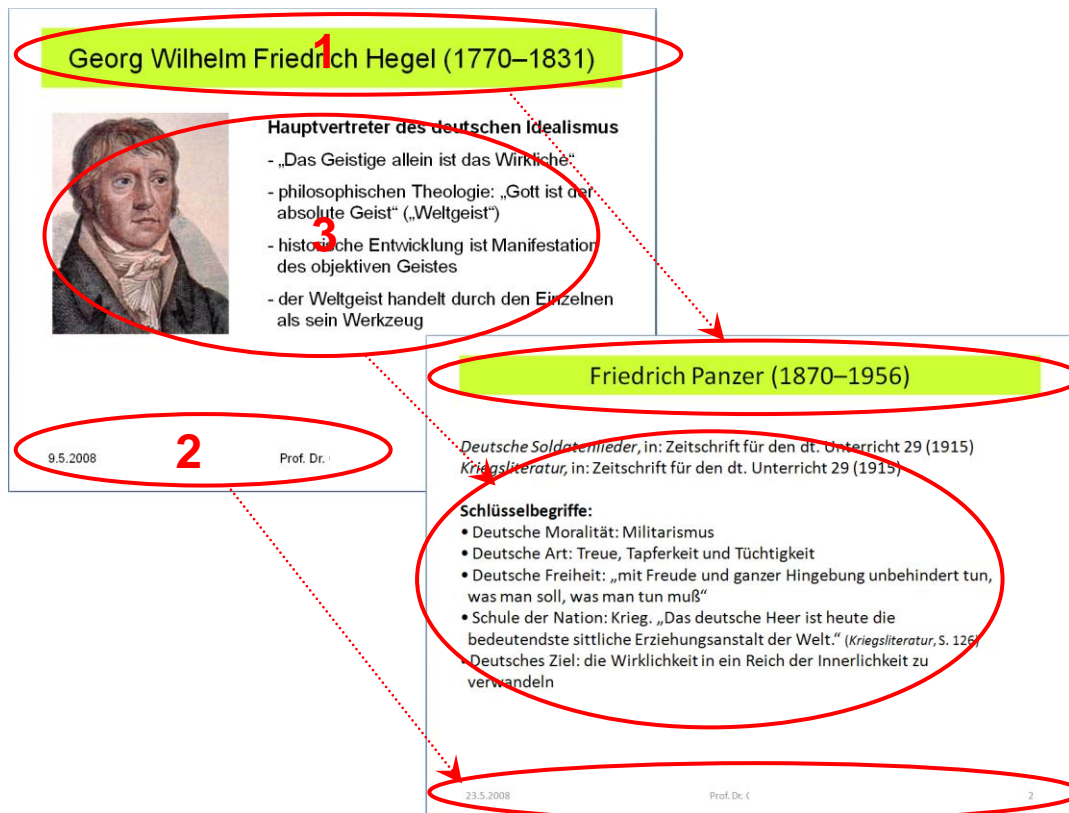 Georg Wilhelm Friedrich Hegel (1770–1831)
1
Hauptvertreter des deutschen Idealismus
- „Das Geistige allein ist das Wirkliche“
- philosophischen Theologie: „Gott ist der
absolute Geist“ („Weltgeist“)
3
- historische Entwicklung ist Manifestation
des objektiven Geistes
- der Weltgeist handelt durch den Einzelnen
als sein Werkzeug
9.5.2008
2
Prof. Dr.
Friedrich Panzer (1870–1956)
Deutsche Soldatenlieder, in: Zeitschrift für den dt. Unterricht 29 (1915)
Kriegsliteratur, in: Zeitschrift für den dt. Unterricht 29 (1915)
Schlüsselbegriffe:
• Deutsche Moralität: Militarismus
• Deutsche Art: Treue, Tapferkeit und Tüchtigkeit
• Deutsche Freiheit: „mit Freude und ganzer Hingebung unbehindert tun,
was man soll, was man tun muß“
• Schule der Nation: Krieg. „Das deutsche Heer ist heute die
bedeutendste sittliche Erziehungsanstalt der Welt.“ (Kriegsliteratur, S. 126)
• Deutsches Ziel: die Wirklichkeit in ein Reich der Innerlichkeit zu
verwandeln
23.5.2008
Prof. Dr.
2